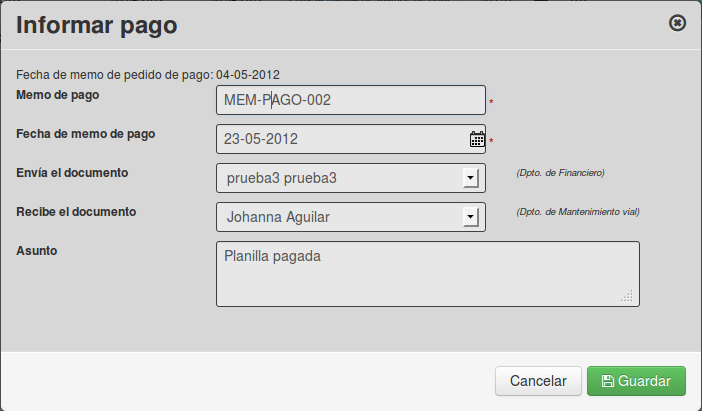 Informar pago
Fecha de memo de pedido de pago: 04-05-2012
Memo de pago MEM-PAGO-002 *
Fecha de memo de pago 23-05-2012 *
Envía el documento prueba3 prueba3 (Dpto. de Financiero)
Recibe el documento Johanna Aguilar (Dpto. de Mantenimiento vial)
Asunto Planilla pagada
Cancelar Guardar